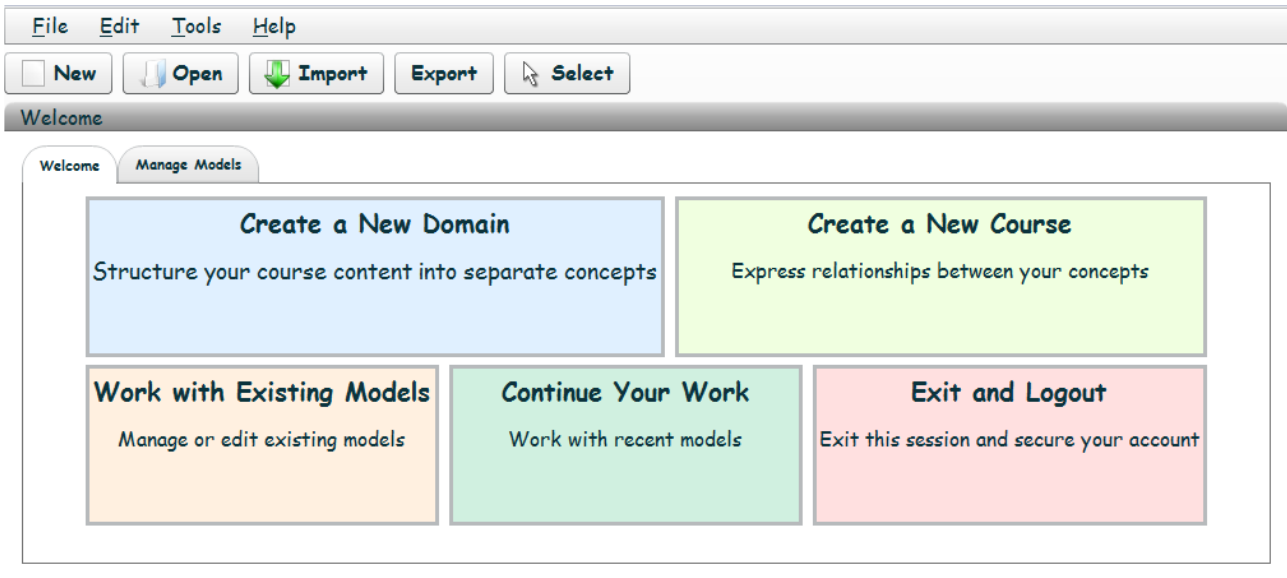 File Edit Tools Help
New Open Import Export Select
Welcome
Welcome Manage Models
Create a New Domain
Structure your course content into separate concepts
Create a New Course
Express relationships between your concepts
Work with Existing Models
Manage or edit existing models
Continue Your Work
Work with recent models
Exit and Logout
Exit this session and secure your account